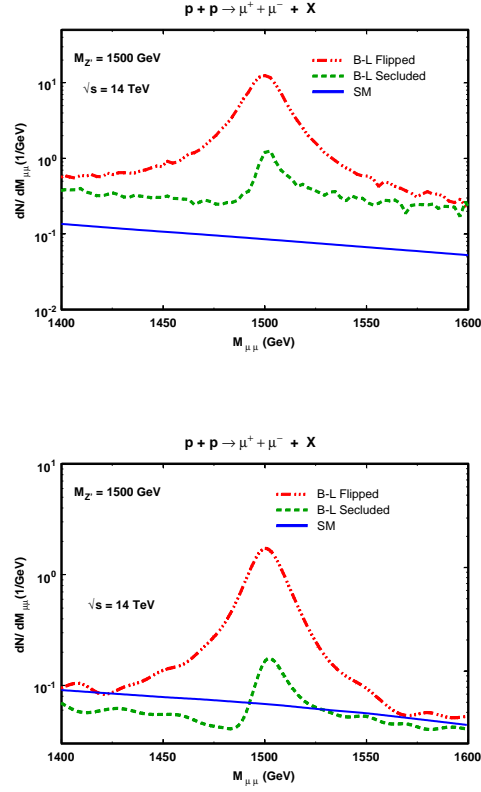 p + p → μ⁺ + μ⁻ + X
M_Z' = 1500 GeV
√s = 14 TeV
B-L Flipped
B-L Secluded
SM
dN/ dM_μμ (1/GeV)
10¹
10⁰
10⁻¹
10⁻²
1400 1450 1500 1550 1600
M_μμ (GeV)
p + p → μ⁺ + μ⁻ + X
M_Z' = 1500 GeV
B-L Flipped
B-L Secluded
SM
√s = 14 TeV
dN/ dM_μμ (1/GeV)
10¹
10⁰
10⁻¹
1400 1450 1500 1550 1600
M_μμ (GeV)